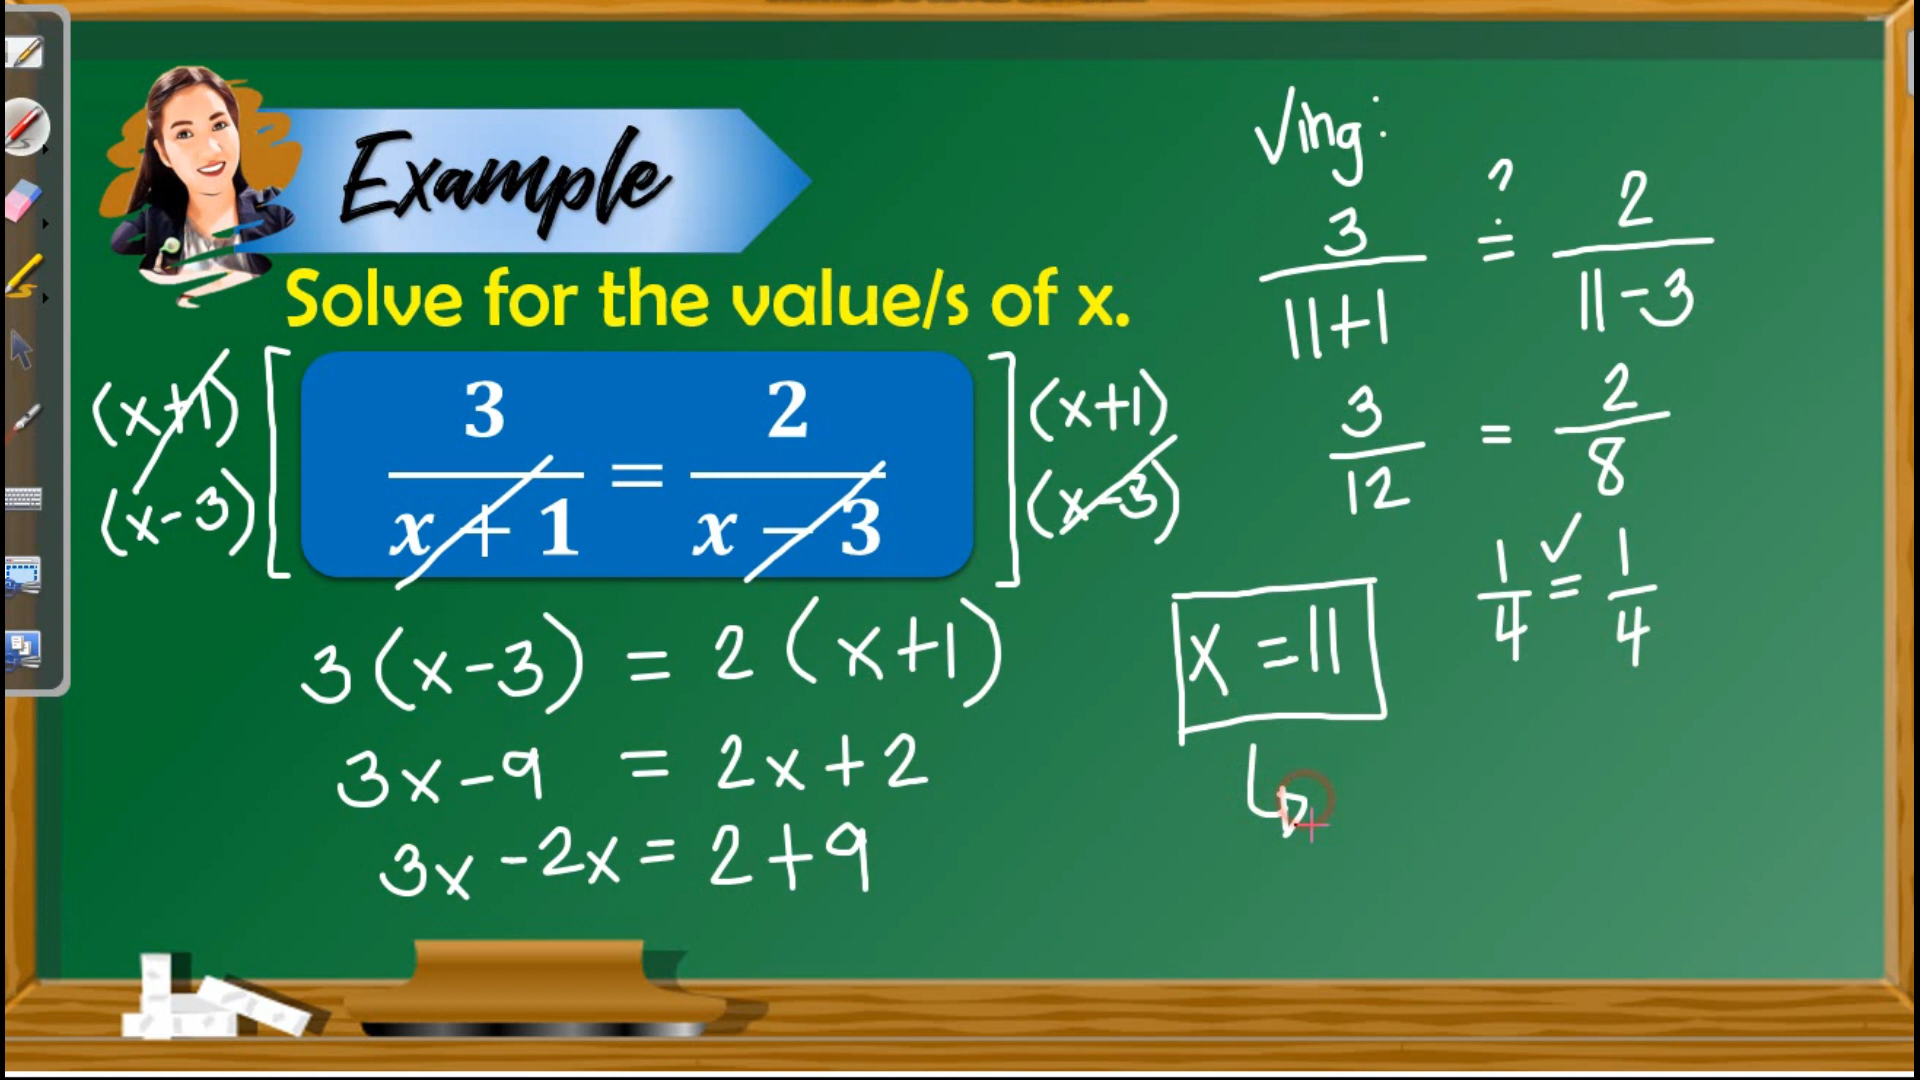 Example
Solve for the value/s of x.
(x+1) (x-3) [ 3/(x + 1) = 2/(x − 3) ] (x+1) (x-3)
3(x-3) = 2(x+1)
3x-9 = 2x+2
3x-2x = 2+9
x = 11
Ving:
3/(11+1) ≟ 2/(11-3)
3/12 = 2/8
1/4 = 1/4 ✓